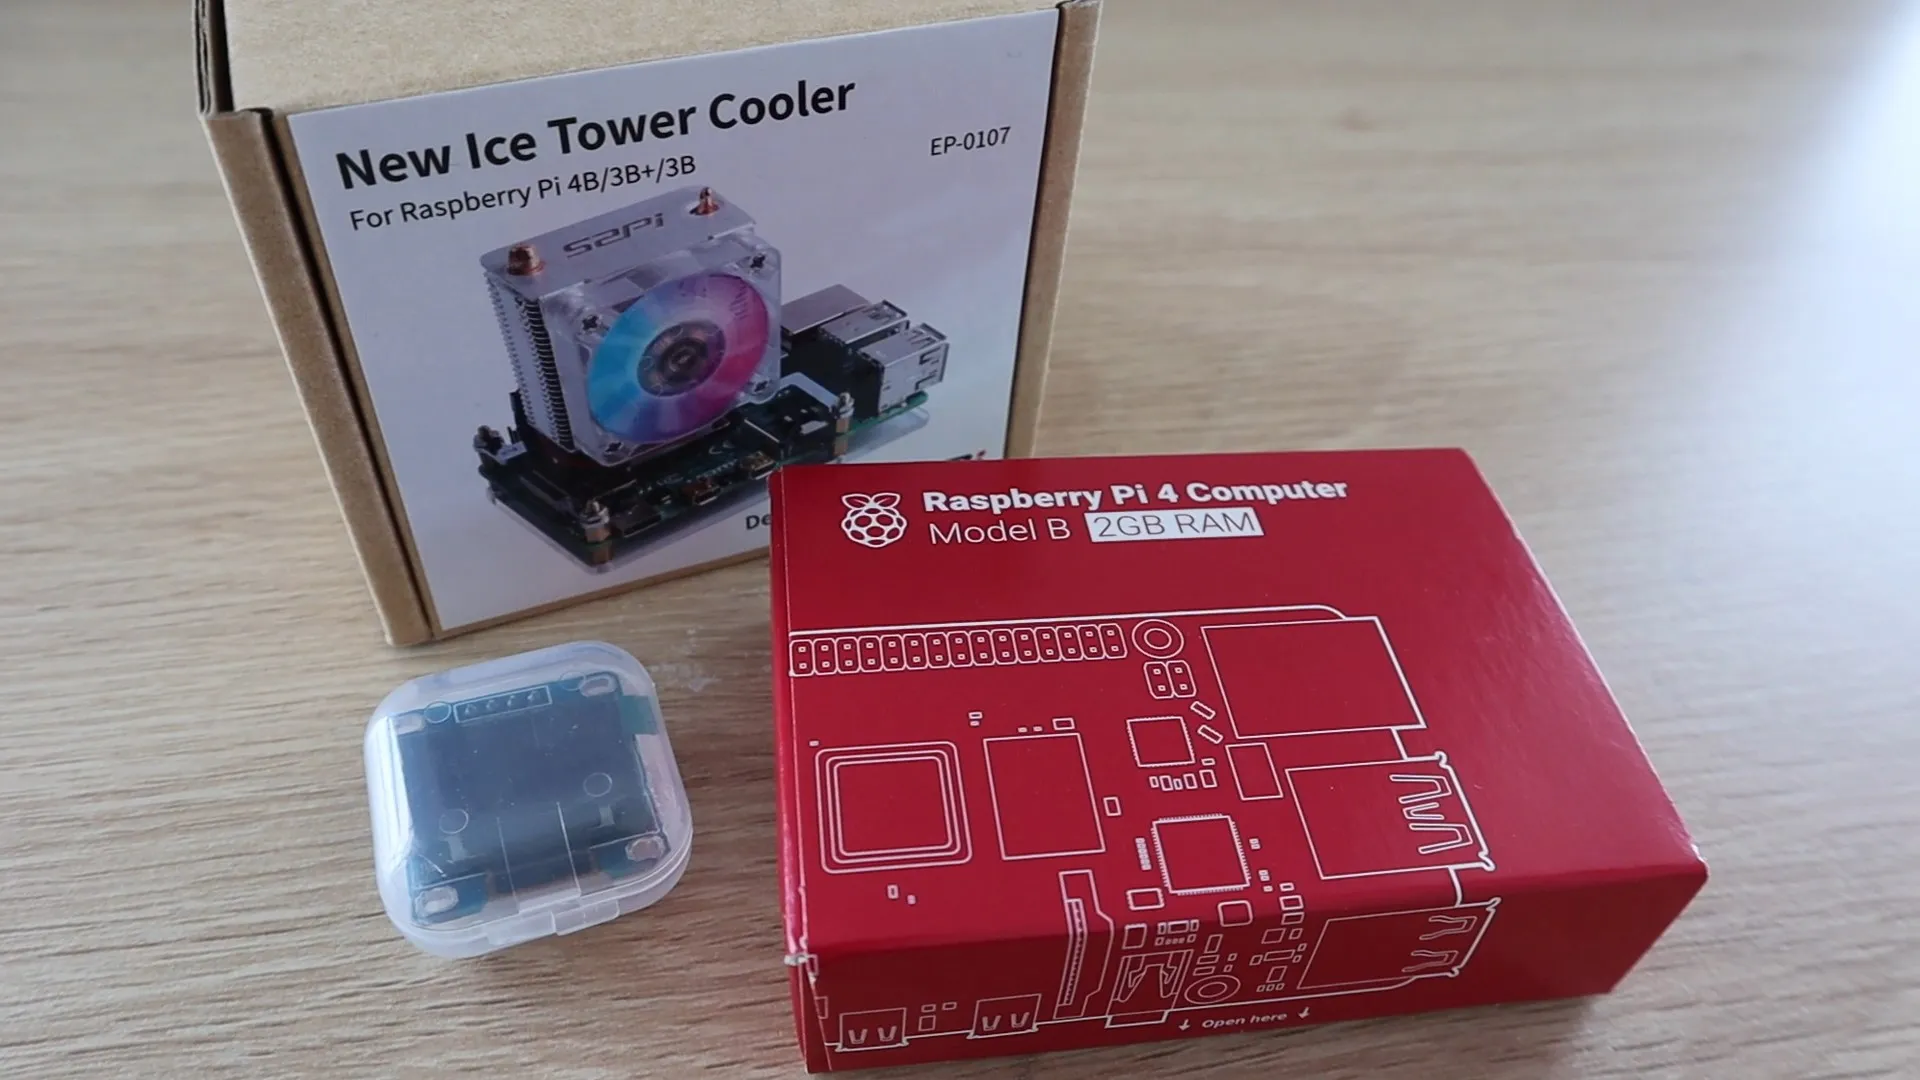 New Ice Tower Cooler
For Raspberry Pi 4B/3B+/3B
EP-0107
S2Pi
De
Raspberry Pi 4 Computer
Model B 2GB RAM
Open here